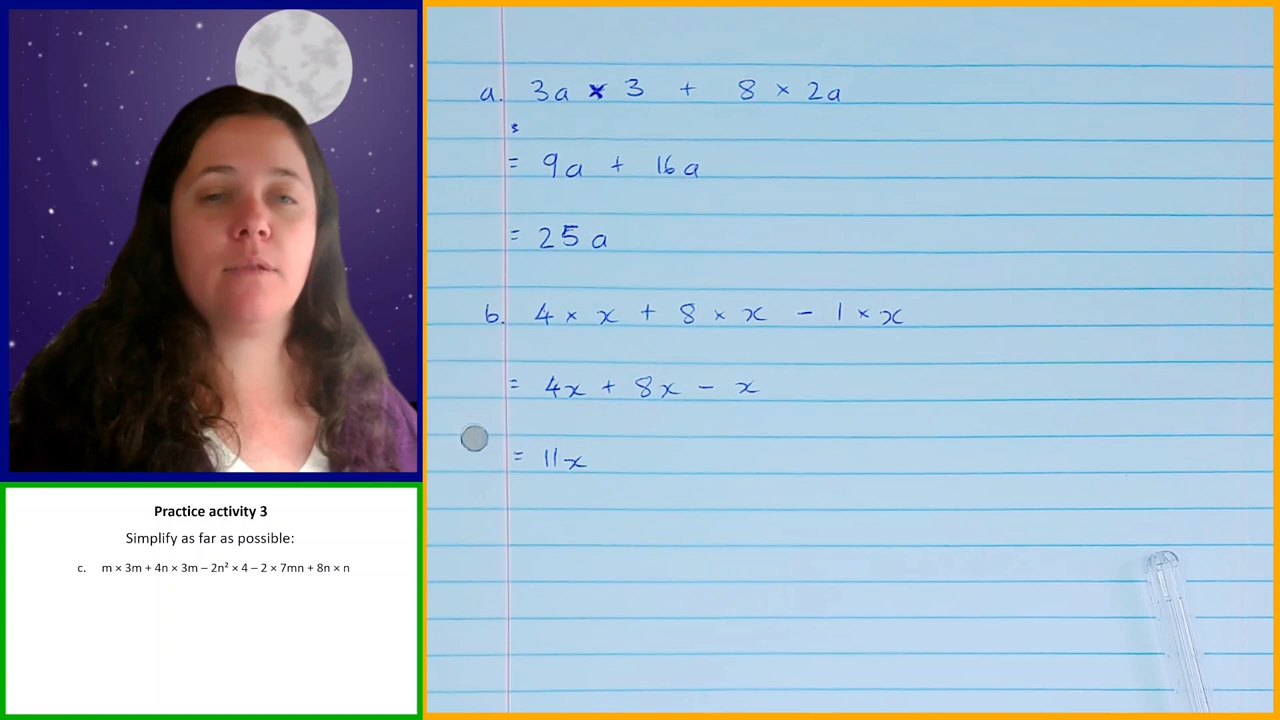 a. 3a × 3 + 8 × 2a
= 9a + 16a
= 25a
b. 4 × x + 8 × x - 1 × x
= 4x + 8x - x
= 11x
Practice activity 3
Simplify as far as possible:
c. m × 3m + 4n × 3m – 2n² × 4 – 2 × 7mn + 8n × n